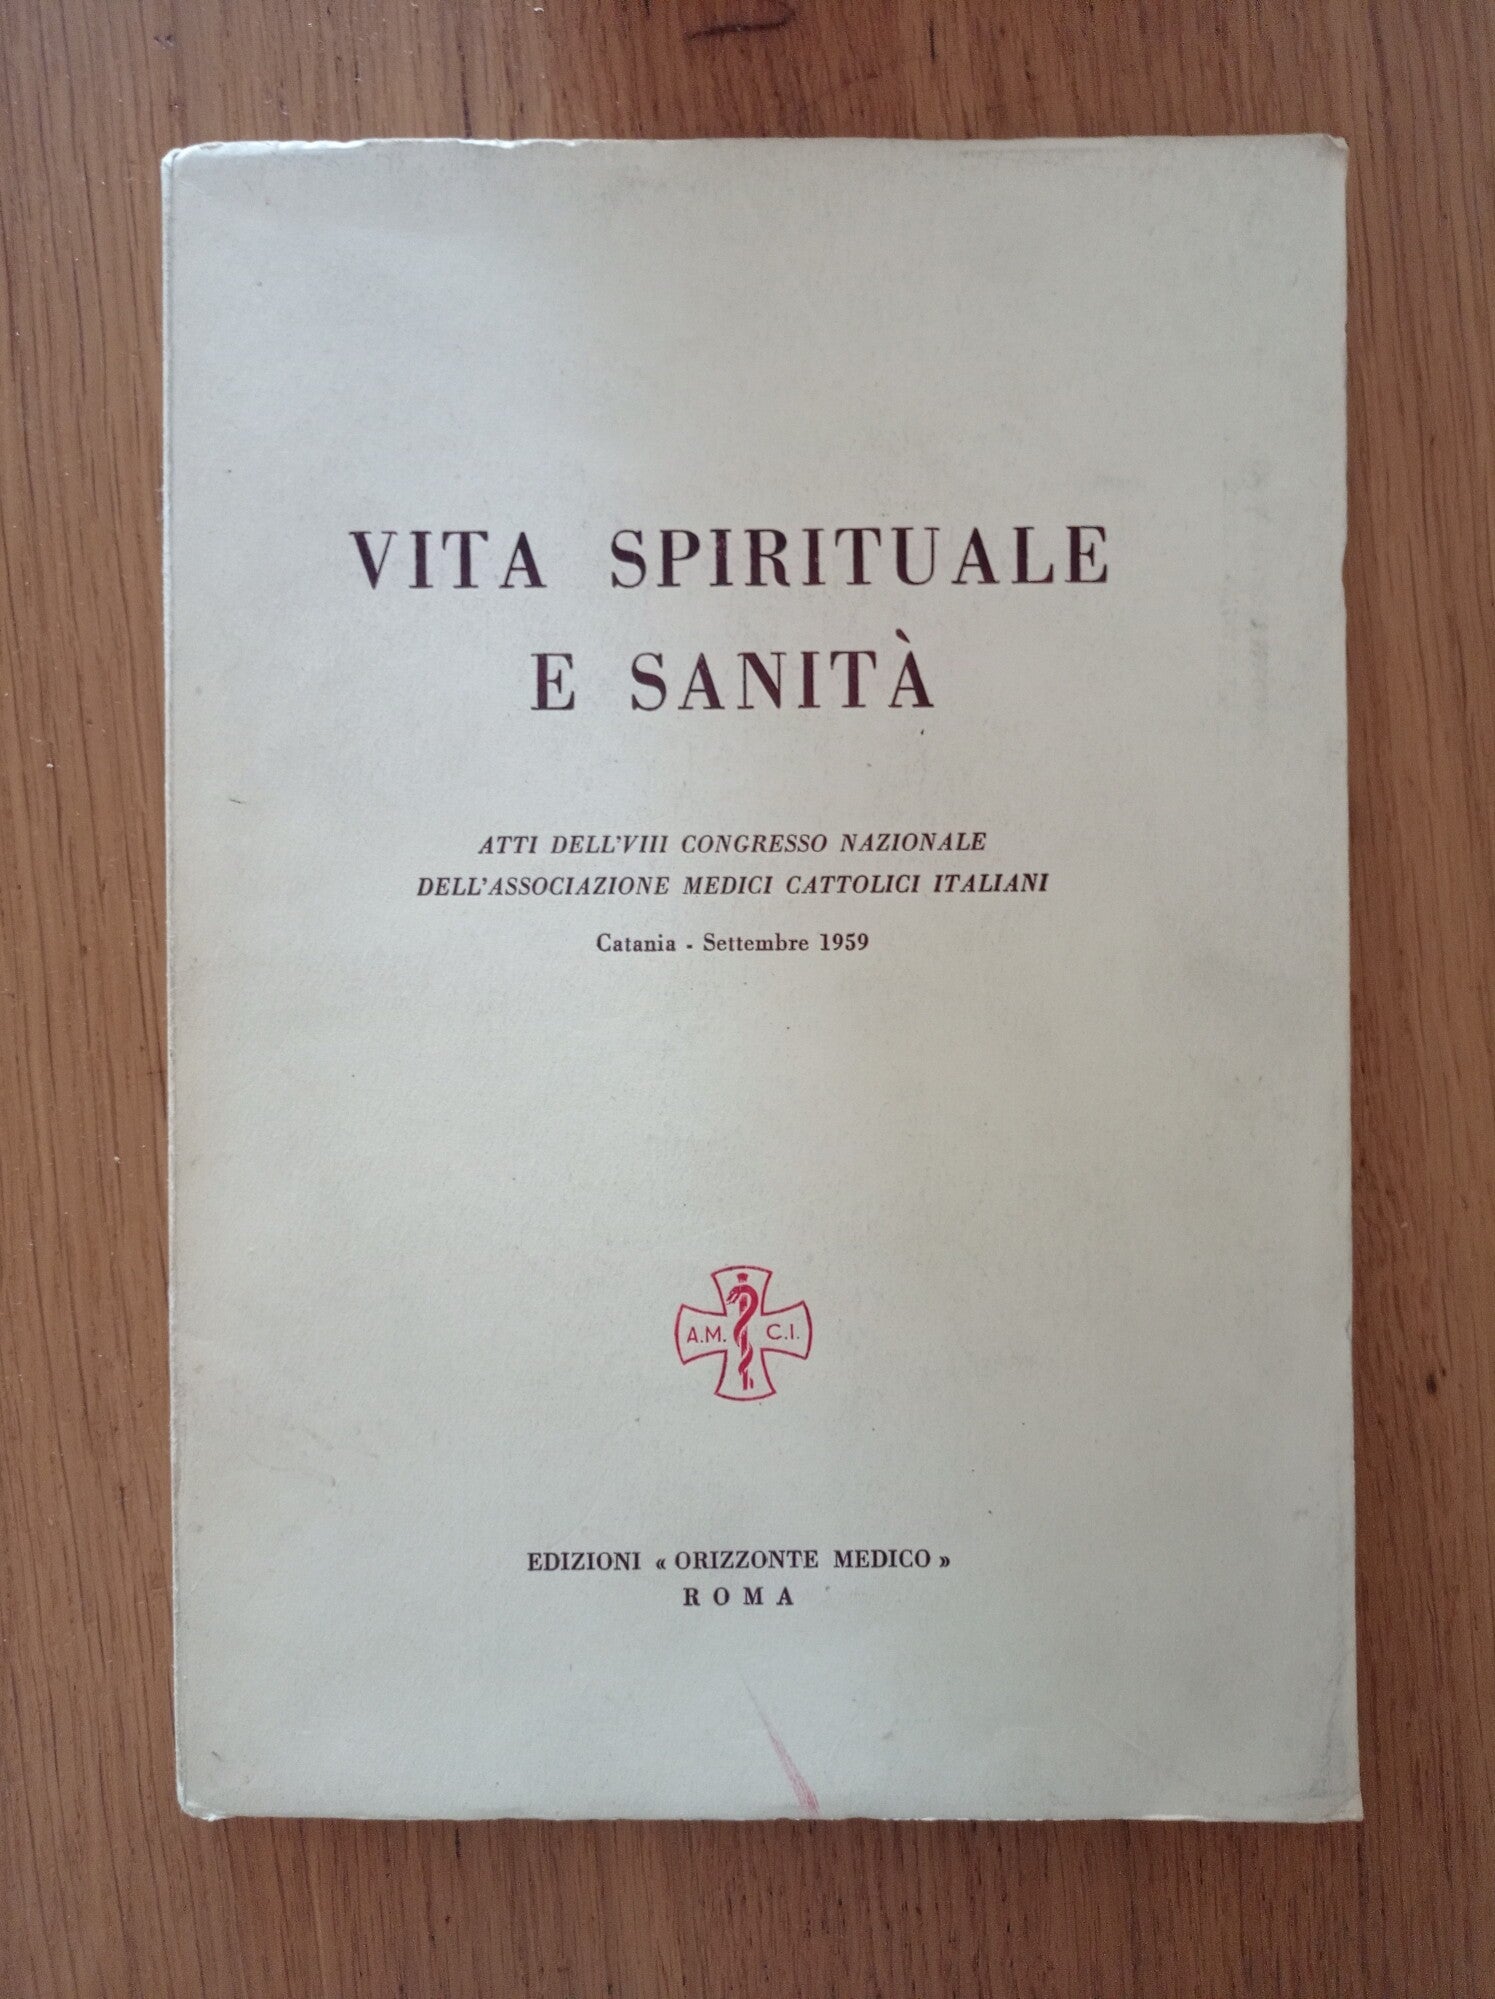 VITA SPIRITUALE
E SANITÀ
ATTI DELL'VIII CONGRESSO NAZIONALE
DELL'ASSOCIAZIONE MEDICI CATTOLICI ITALIANI
Catania - Settembre 1959
A.M. C.I.
EDIZIONI « ORIZZONTE MEDICO »
ROMA